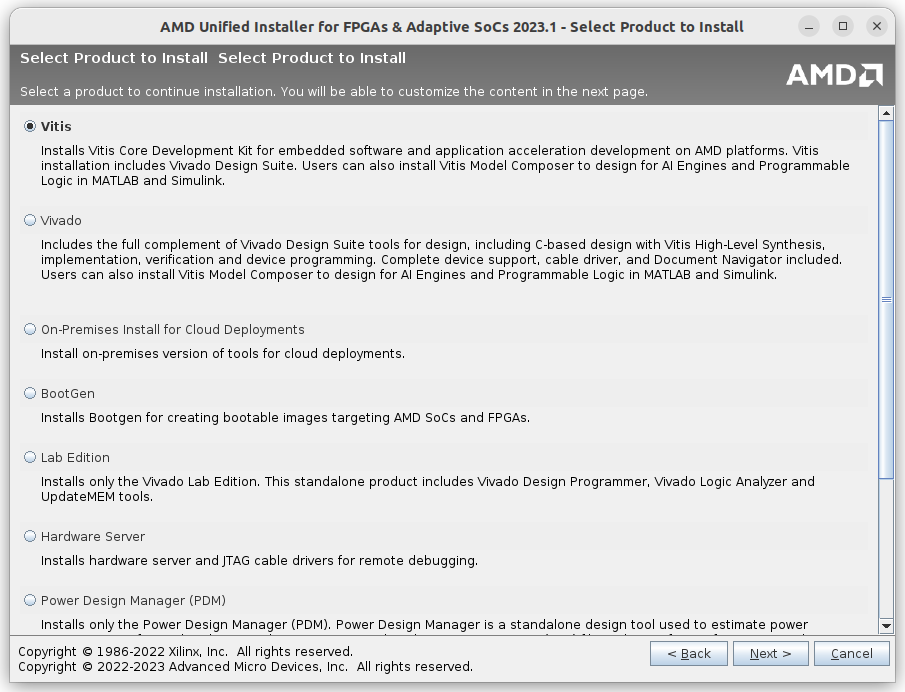 AMD Unified Installer for FPGAs & Adaptive SoCs 2023.1 - Select Product to Install
Select Product to Install  Select Product to Install
AMD
Select a product to continue installation. You will be able to customize the content in the next page.
Vitis
Installs Vitis Core Development Kit for embedded software and application acceleration development on AMD platforms. Vitis
installation includes Vivado Design Suite. Users can also install Vitis Model Composer to design for AI Engines and Programmable
Logic in MATLAB and Simulink.
Vivado
Includes the full complement of Vivado Design Suite tools for design, including C-based design with Vitis High-Level Synthesis,
implementation, verification and device programming. Complete device support, cable driver, and Document Navigator included.
Users can also install Vitis Model Composer to design for AI Engines and Programmable Logic in MATLAB and Simulink.
On-Premises Install for Cloud Deployments
Install on-premises version of tools for cloud deployments.
BootGen
Installs Bootgen for creating bootable images targeting AMD SoCs and FPGAs.
Lab Edition
Installs only the Vivado Lab Edition. This standalone product includes Vivado Design Programmer, Vivado Logic Analyzer and
UpdateMEM tools.
Hardware Server
Installs hardware server and JTAG cable drivers for remote debugging.
Power Design Manager (PDM)
Installs only the Power Design Manager (PDM). Power Design Manager is a standalone design tool used to estimate power
Copyright © 1986-2022 Xilinx, Inc.  All rights reserved.
Copyright © 2022-2023 Advanced Micro Devices, Inc.  All rights reserved.
< Back
Next >
Cancel